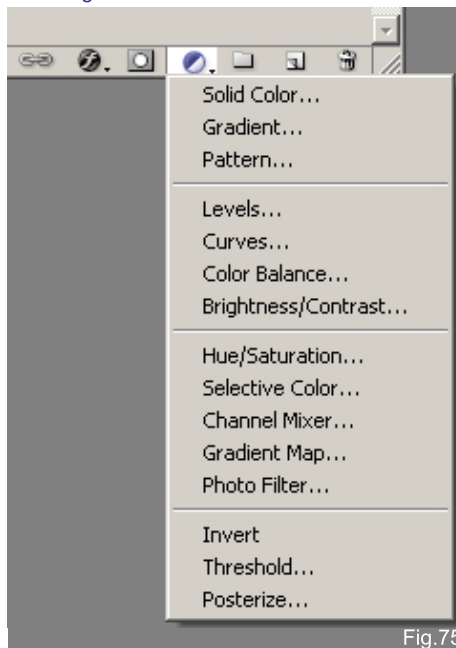 Solid Color...
Gradient...
Pattern...
Levels...
Curves...
Color Balance...
Brightness/Contrast...
Hue/Saturation...
Selective Color...
Channel Mixer...
Gradient Map...
Photo Filter...
Invert
Threshold...
Posterize...
Fig.75